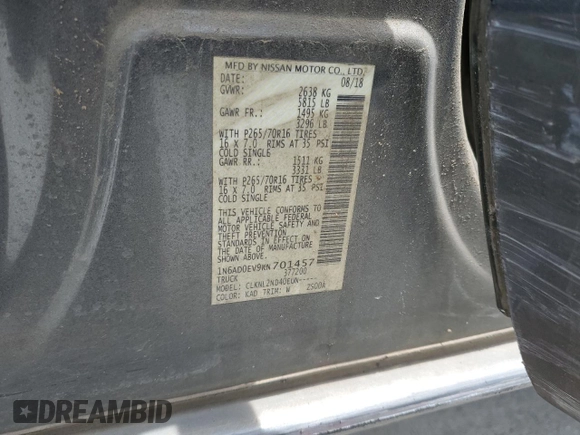 MFD BY NISSAN MOTOR CO., LTD.
DATE: 08/18
GVWR: 2638 KG
5815 LB
GAWR FR.: 1495 KG
3296 LB
WITH P265/70R16 TIRES
16 X 7.0 RIMS AT 35 PSI
COLD SINGLE
GAWR RR.: 1511 KG
3331 LB
WITH P265/70R16 TIRES
16 X 7.0 RIMS AT 35 PSI
COLD SINGLE
THIS VEHICLE CONFORMS
TO ALL APPLICABLE FEDERAL
MOTOR VEHICLE SAFETY AND
THEFT PREVENTION
STANDARDS IN EFFECT ON
THE DATE OF MANUFACTURE
SHOWN ABOVE.
1N6AD0EV9KN701457
TRUCK 377200
MODEL: CLKNL2ND40EUN-----
COLOR: KAD TRIM: W 2SDOA
DREAMBID